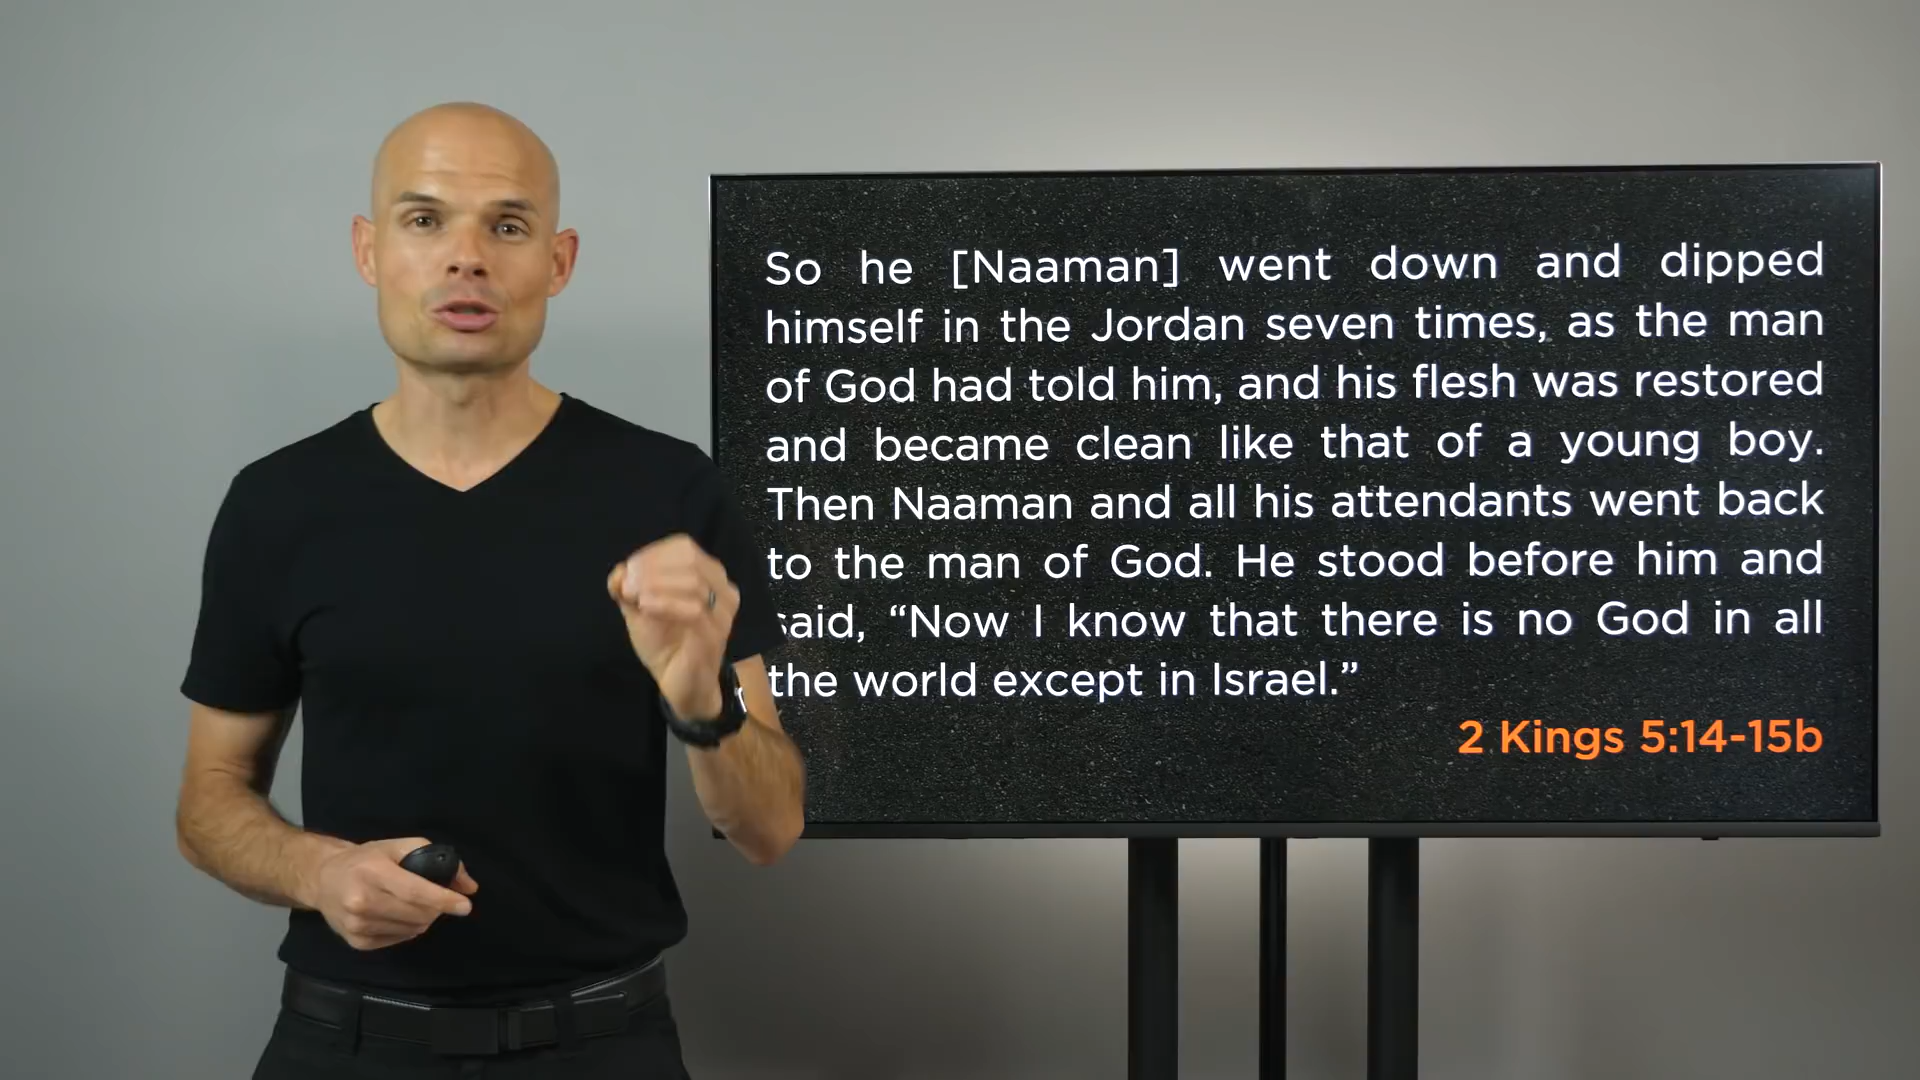 So he [Naaman] went down and dipped
himself in the Jordan seven times, as the man
of God had told him, and his flesh was restored
and became clean like that of a young boy.
Then Naaman and all his attendants went back
to the man of God. He stood before him and
said, “Now I know that there is no God in all
the world except in Israel.”
2 Kings 5:14-15b